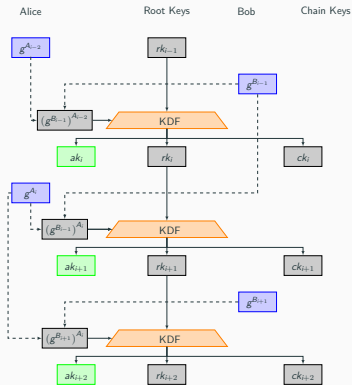 Alice Root Keys Bob Chain Keys
g^{A_{i−2}} rk_{i−1}
g^{B_{i−1}}
(g^{B_{i−1}})^{A_{i−2}} KDF
ak_i rk_i ck_i
g^{A_i}
(g^{B_{i−1}})^{A_i} KDF
ak_{i+1} rk_{i+1} ck_{i+1}
g^{B_{i+1}}
(g^{B_{i+1}})^{A_i} KDF
ak_{i+2} rk_{i+2} ck_{i+2}